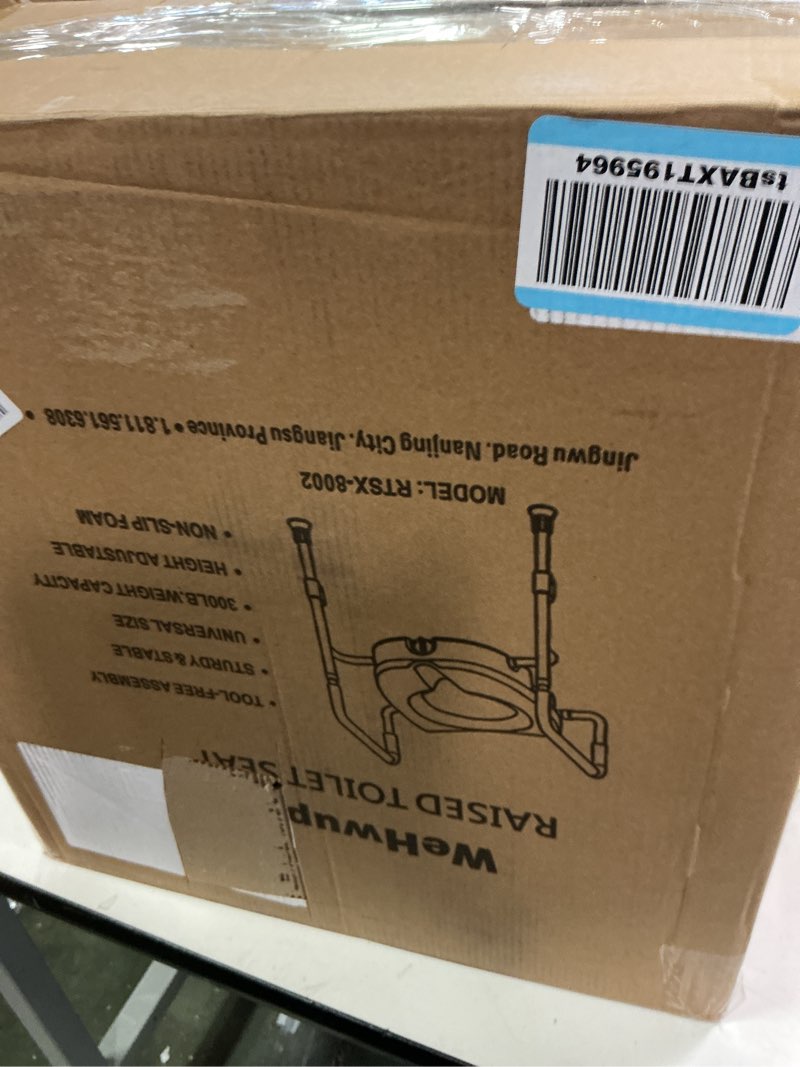 WeHwup
RAISED TOILET SEAT
• TOOL-FREE ASSEMBLY
• STURDY & STABLE
• UNIVERSAL SIZE
• 300LB.WEIGHT CAPACITY
• HEIGHT ADJUSTABLE
• NON-SLIP FOAM
MODEL: RTSX-8002
Jingwu Road. Nanjing City. Jiangsu Province • 1.811.561.6308 •
tsBAXT195964